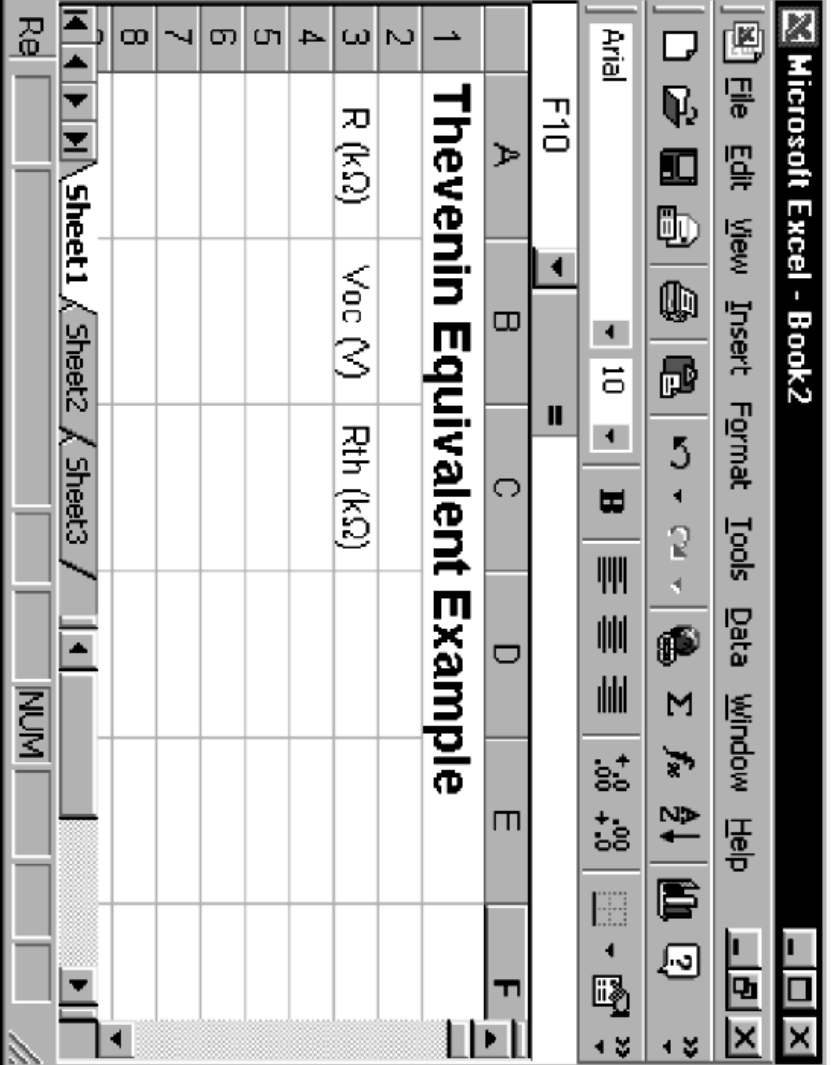 Microsoft Excel - Book2
File Edit View Insert Format Tools Data Window Help
Arial 10 B
F10 =
A B C D E F
1 Thevenin Equivalent Example
2
3 R (kΩ) Voc (V) Rth (kΩ)
4
5
6
7
8
Sheet1 Sheet2 Sheet3
Re NUM